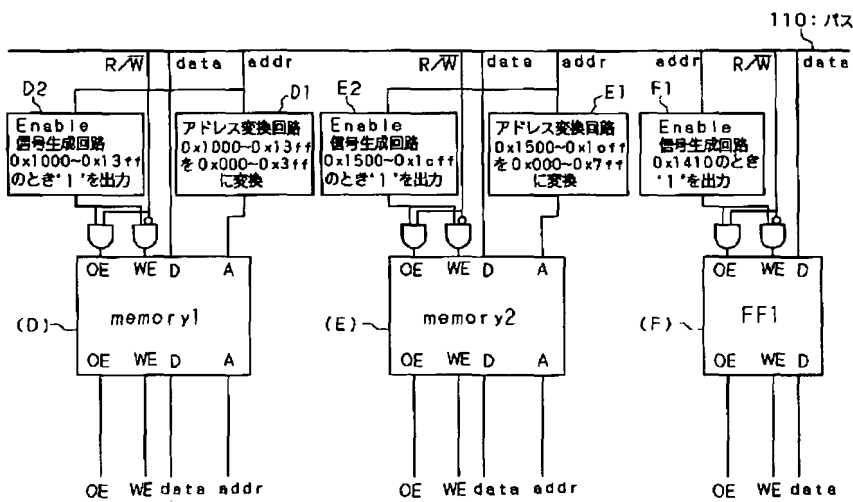 110:バス
R/W data addr
R/W data addr
addr R/W data
D2
D1
E2
E1
F1
Enable
信号生成回路
0x1000~0x13ff
のとき'1'を出力
アドレス変換回路
0x1000~0x13ff
を0x000~0x3ff
に変換
Enable
信号生成回路
0x1500~0x1cff
のとき'1'を出力
アドレス変換回路
0x1500~0x1cff
を0x000~0x7ff
に変換
Enable
信号生成回路
0x1410のとき
'1'を出力
OE WE D A
memory1
OE WE D A
(D)
OE WE D A
memory2
OE WE D A
(E)
OE WE D
FF1
OE WE D
(F)
OE WE data addr
OE WE data addr
OE WE data